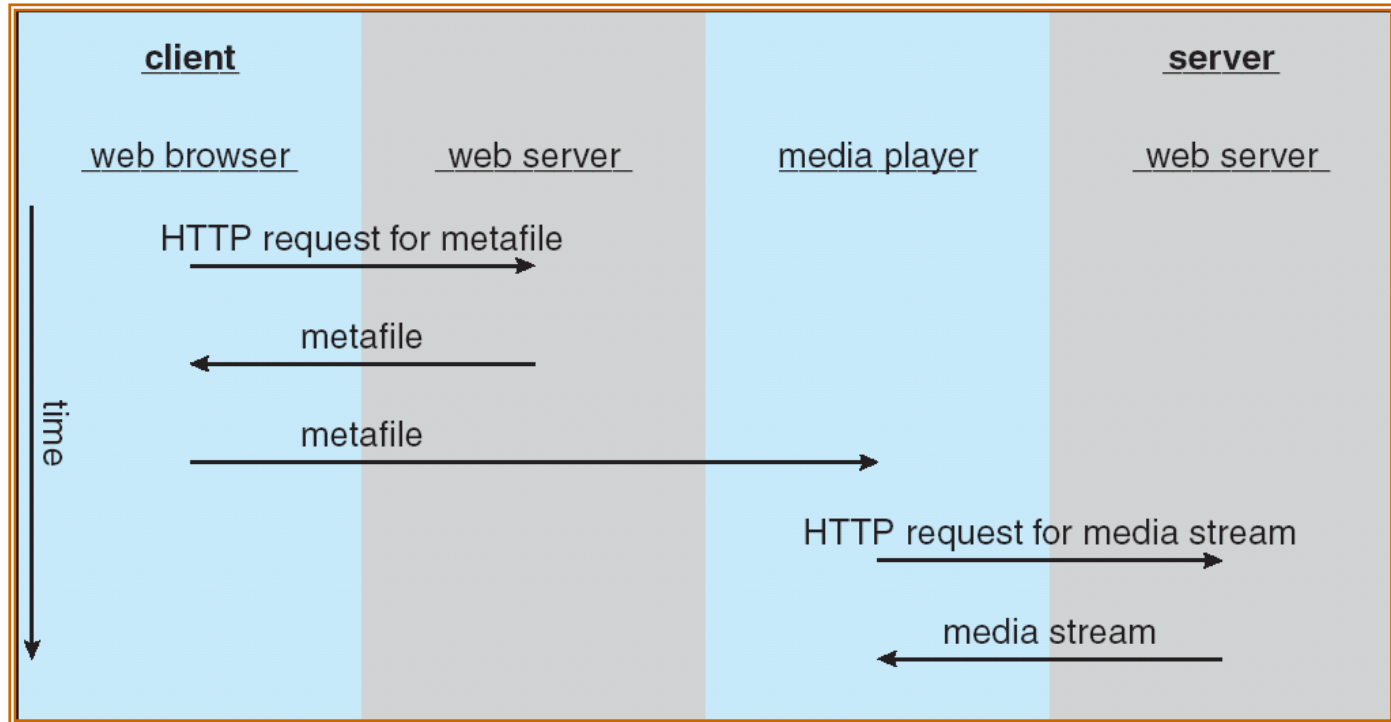 client
server
web browser
web server
media player
web server
HTTP request for metafile
metafile
metafile
time
HTTP request for media stream
media stream